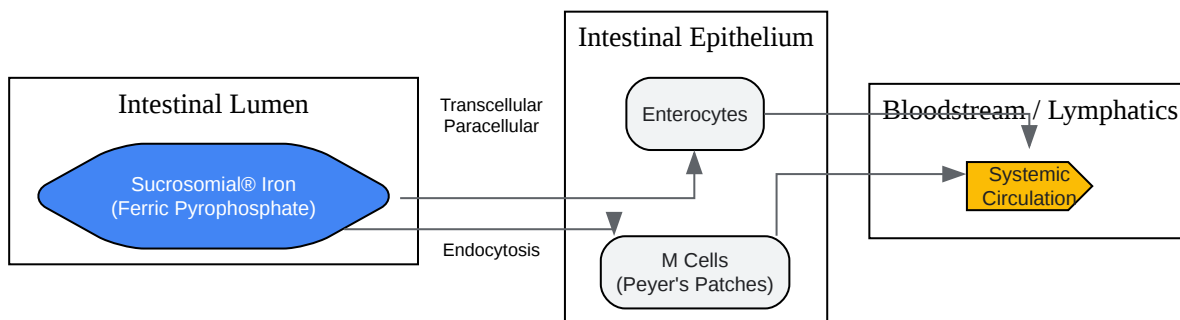 Intestinal Lumen
Sucrosomial® Iron
(Ferric Pyrophosphate)
Transcellular
Paracellular
Endocytosis
Intestinal Epithelium
Enterocytes
M Cells
(Peyer's Patches)
Bloodstream / Lymphatics
Systemic
Circulation